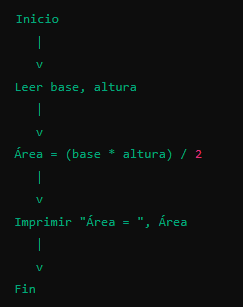 Inicio
|
v
Leer base, altura
|
v
Área = (base * altura) / 2
|
v
Imprimir "Área = ", Área
|
v
Fin